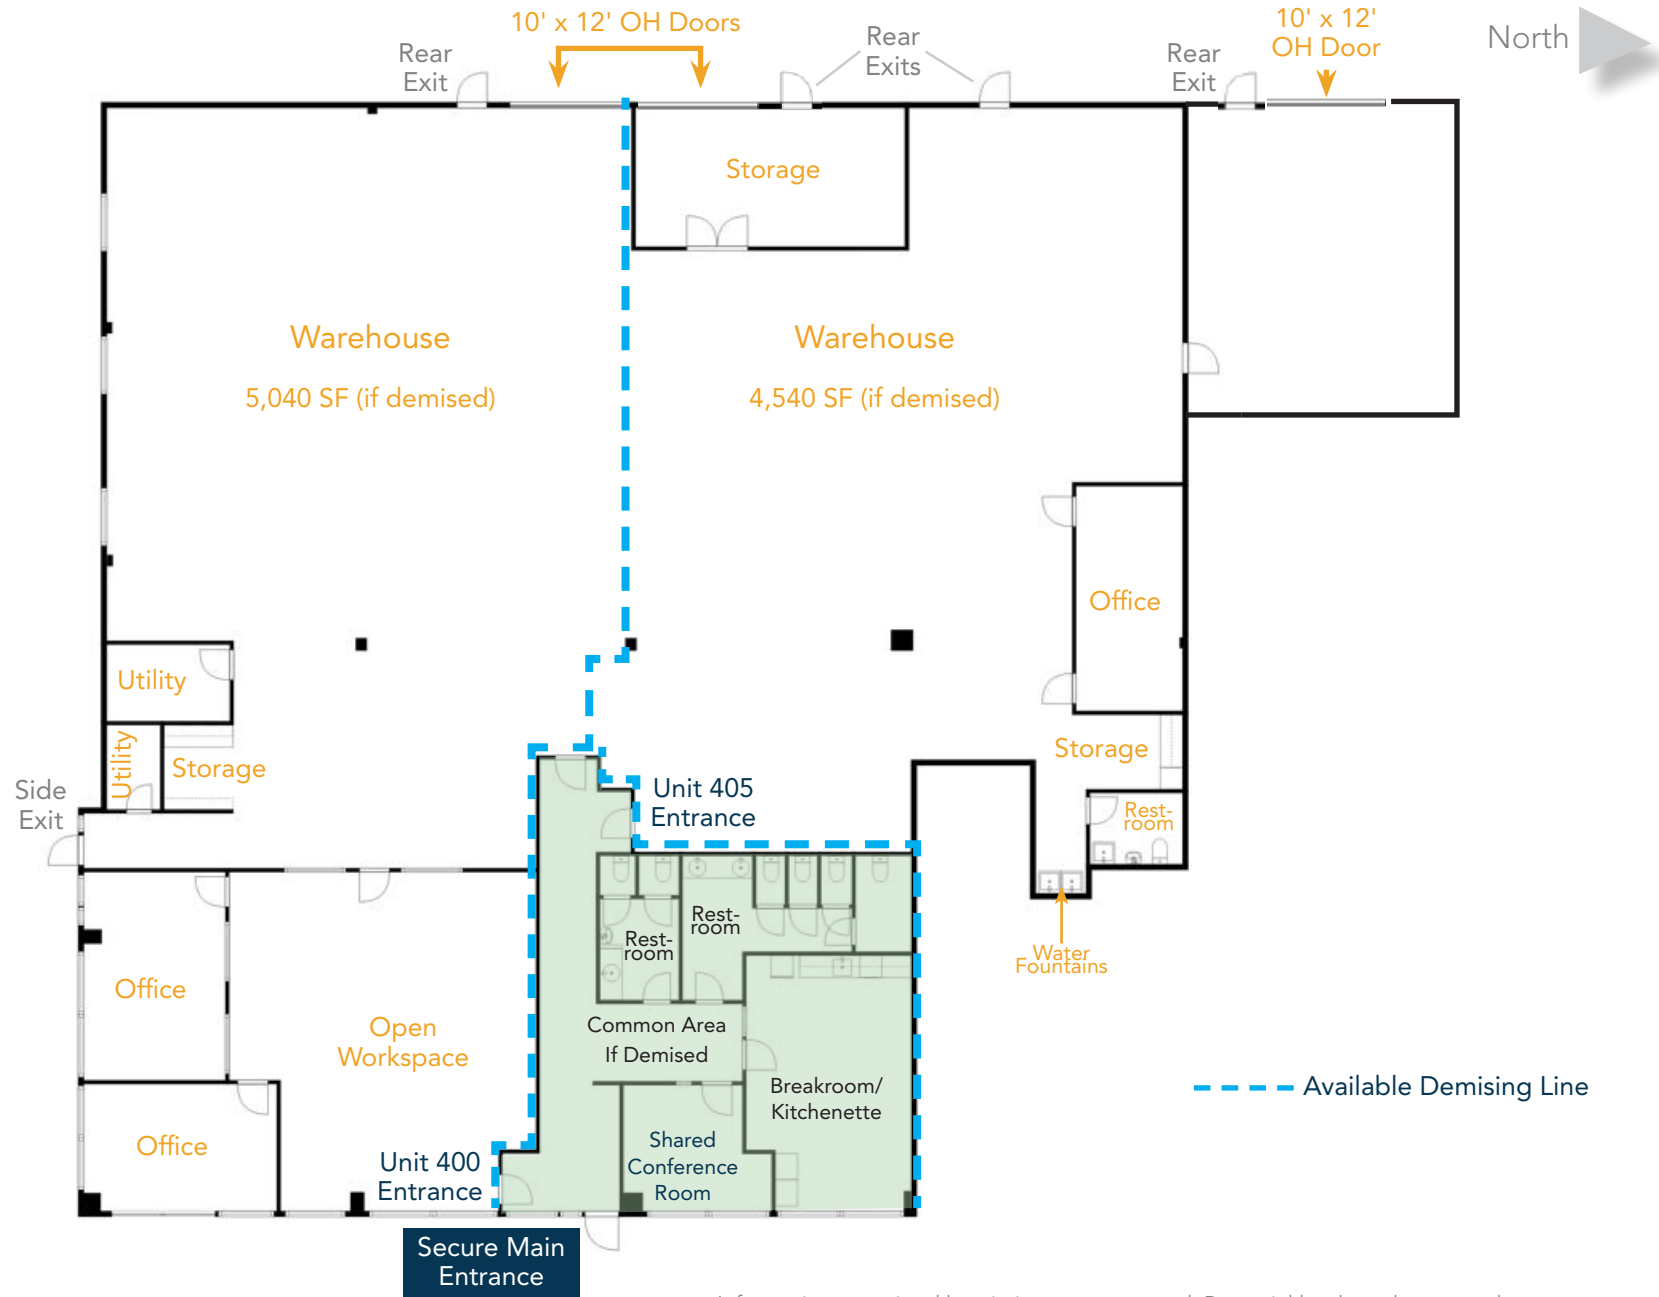 10' x 12' OH Doors
10' x 12'
OH Door
North
Rear
Exit
Rear
Exits
Rear
Exit
Storage
Warehouse
5,040 SF (if demised)
Warehouse
4,540 SF (if demised)
Office
Utility
Utility
Storage
Storage
Side
Exit
Unit 405
Entrance
Rest-
room
Rest-
room
Rest-
room
Water
Fountains
Office
Open
Workspace
Common Area
If Demised
Breakroom/
Kitchenette
Available Demising Line
Office
Shared
Conference
Room
Unit 400
Entrance
Secure Main
Entrance